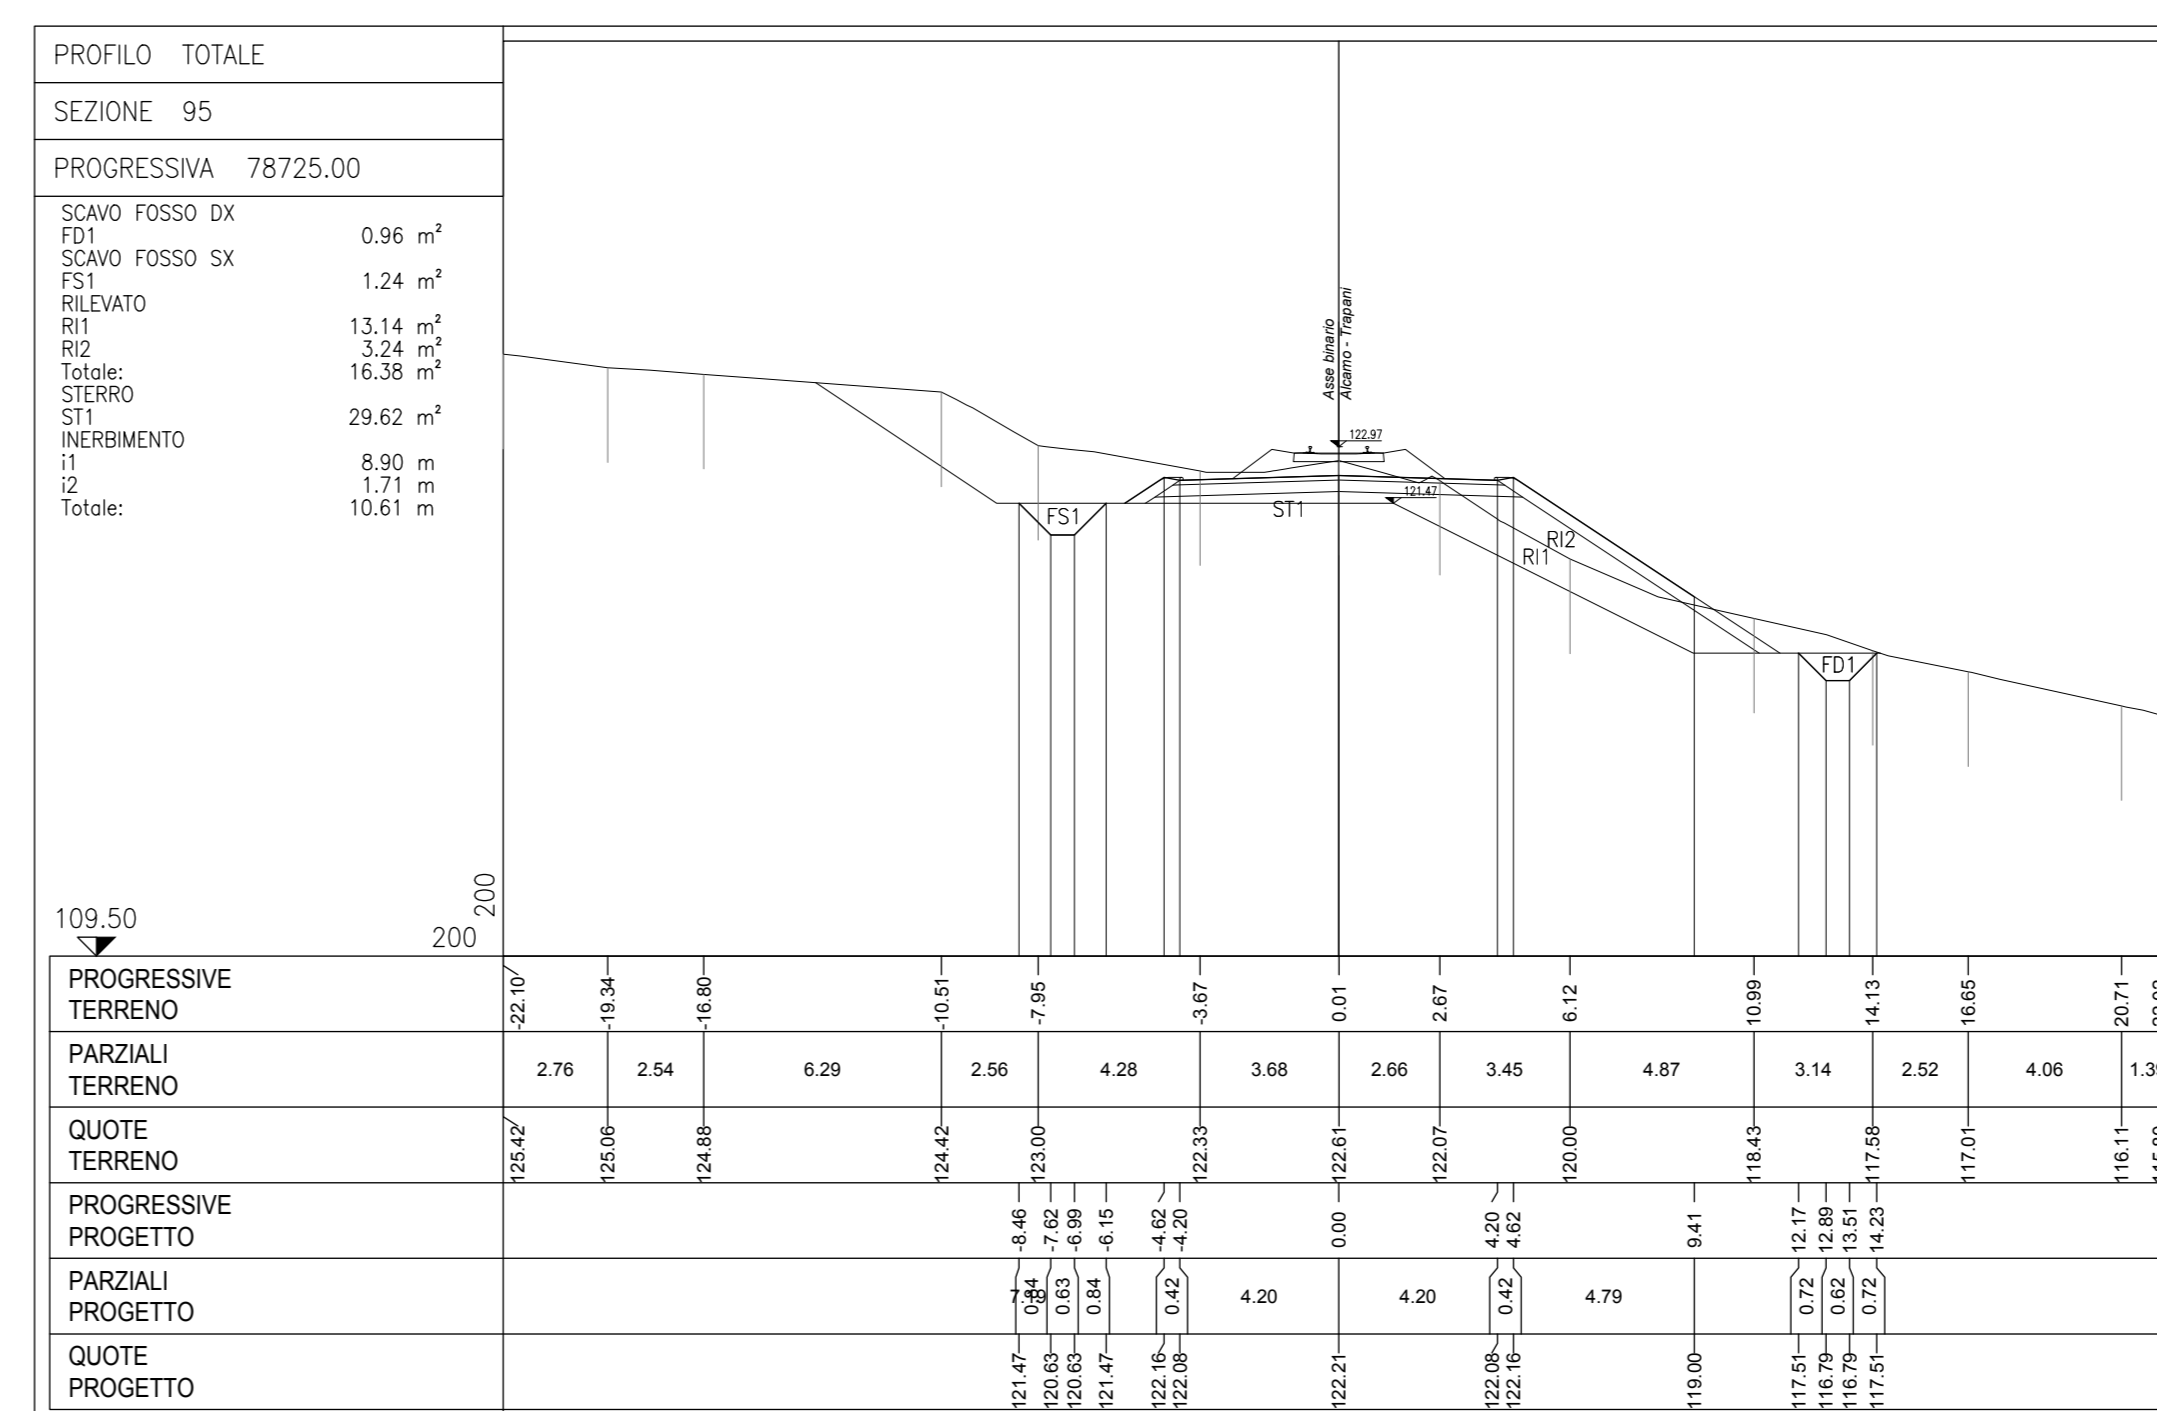 PROFILO TOTALE
SEZIONE 95
PROGRESSIVA 78725.00
SCAVO FOSSO DX
FD1 0.96 m²
SCAVO FOSSO SX
FS1 1.24 m²
RILEVATO
RI1 13.14 m²
RI2 3.24 m²
Totale: 16.38 m²
STERRO
ST1 29.62 m²
INERBIMENTO
i1 8.90 m
i2 1.71 m
Totale: 10.61 m
Asse binario
Alcamo - Trapani
122.97
121.47
FS1
ST1
RI2
RI1
FD1
109.50
200
200
PROGRESSIVE
TERRENO
-22.10 -19.34 -16.80 -10.51 -7.95 -3.67 0.01 2.67 6.12 10.99 14.13 16.65 20.71
PARZIALI
TERRENO
2.76 2.54 6.29 2.56 4.28 3.68 2.66 3.45 4.87 3.14 2.52 4.06
QUOTE
TERRENO
125.42 125.06 124.88 124.42 123.00 122.33 122.61 122.07 120.00 118.43 117.58 117.01 116.11
PROGRESSIVE
PROGETTO
-8.46 -7.62 -6.99 -6.15 -4.62 -4.20 0.00 4.20 4.62 9.41 12.17 12.89 13.51 14.23
PARZIALI
PROGETTO
0.84 0.63 0.84 0.42 4.20 4.20 0.42 4.79 0.72 0.62 0.72
QUOTE
PROGETTO
121.47 120.63 120.63 121.47 122.16 122.08 122.21 122.08 122.16 119.00 117.51 116.79 116.79 117.51